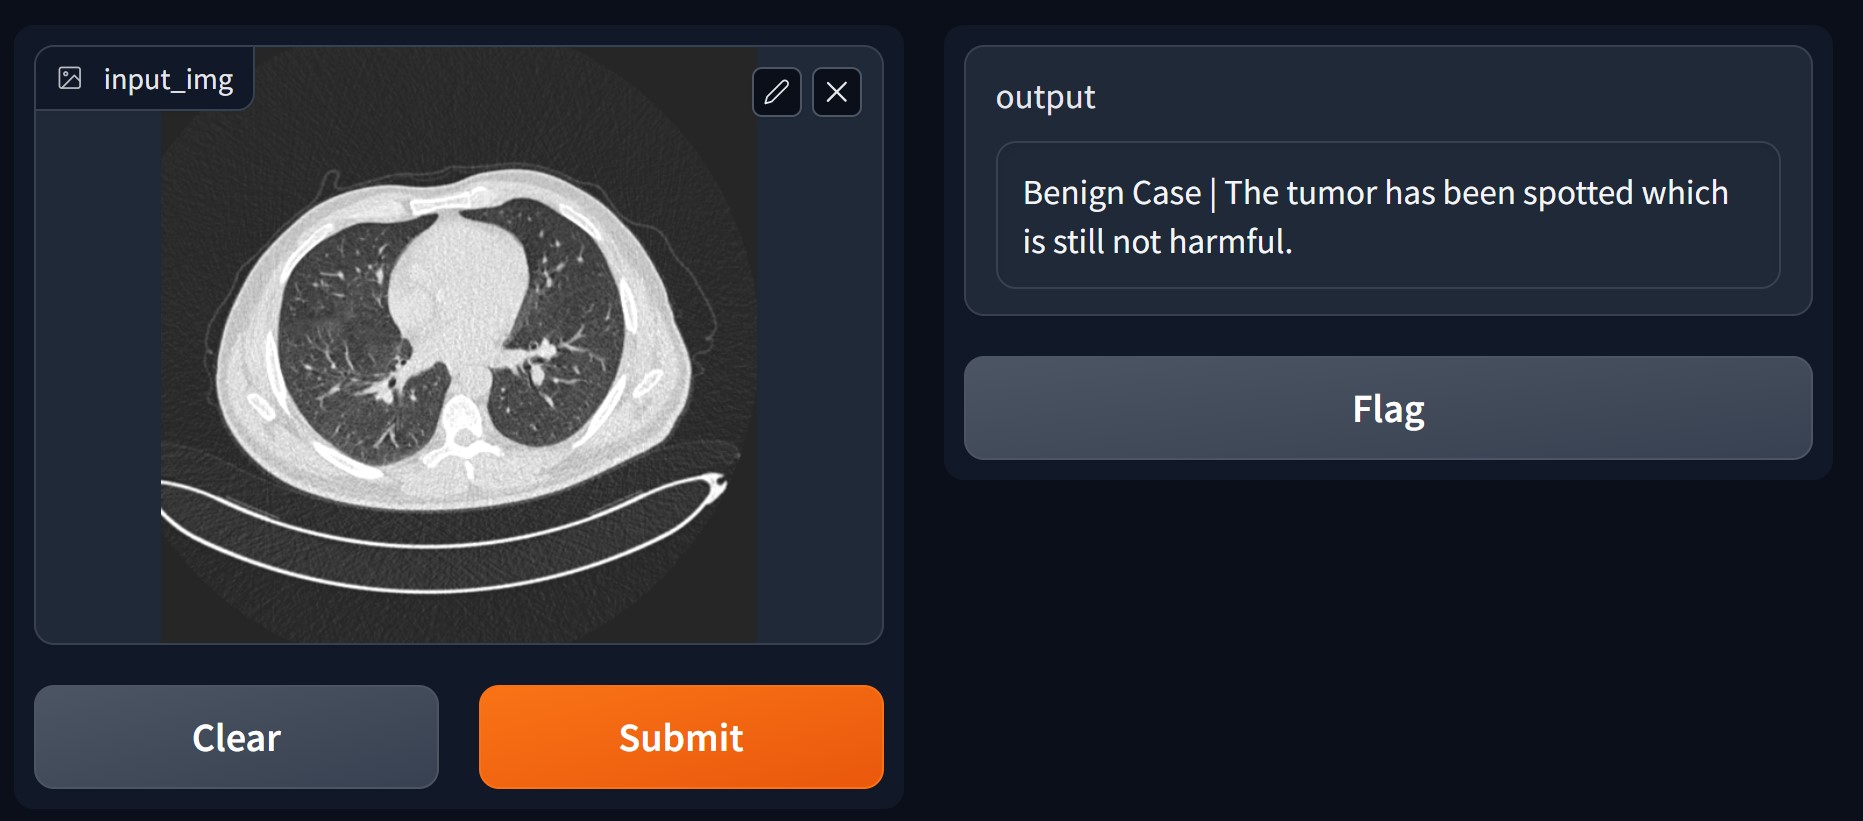 input_img
output
Benign Case | The tumor has been spotted which
is still not harmful.
Flag
Clear
Submit